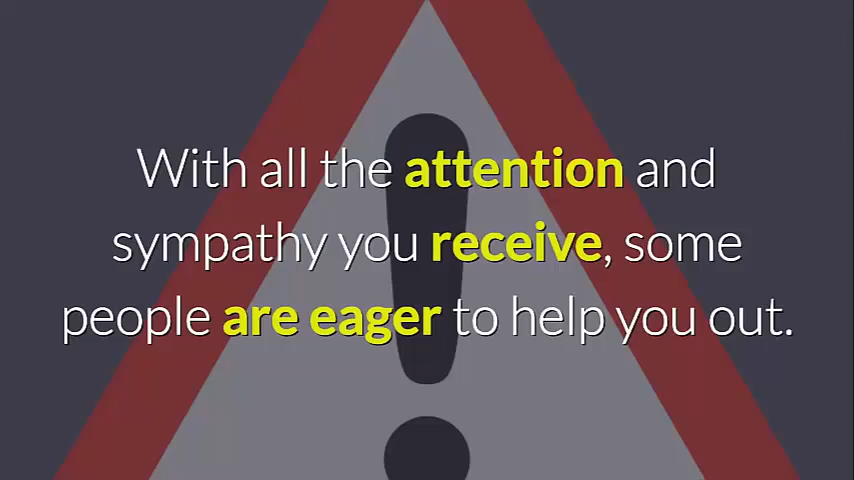 With all the attention and
sympathy you receive, some
people are eager to help you out.